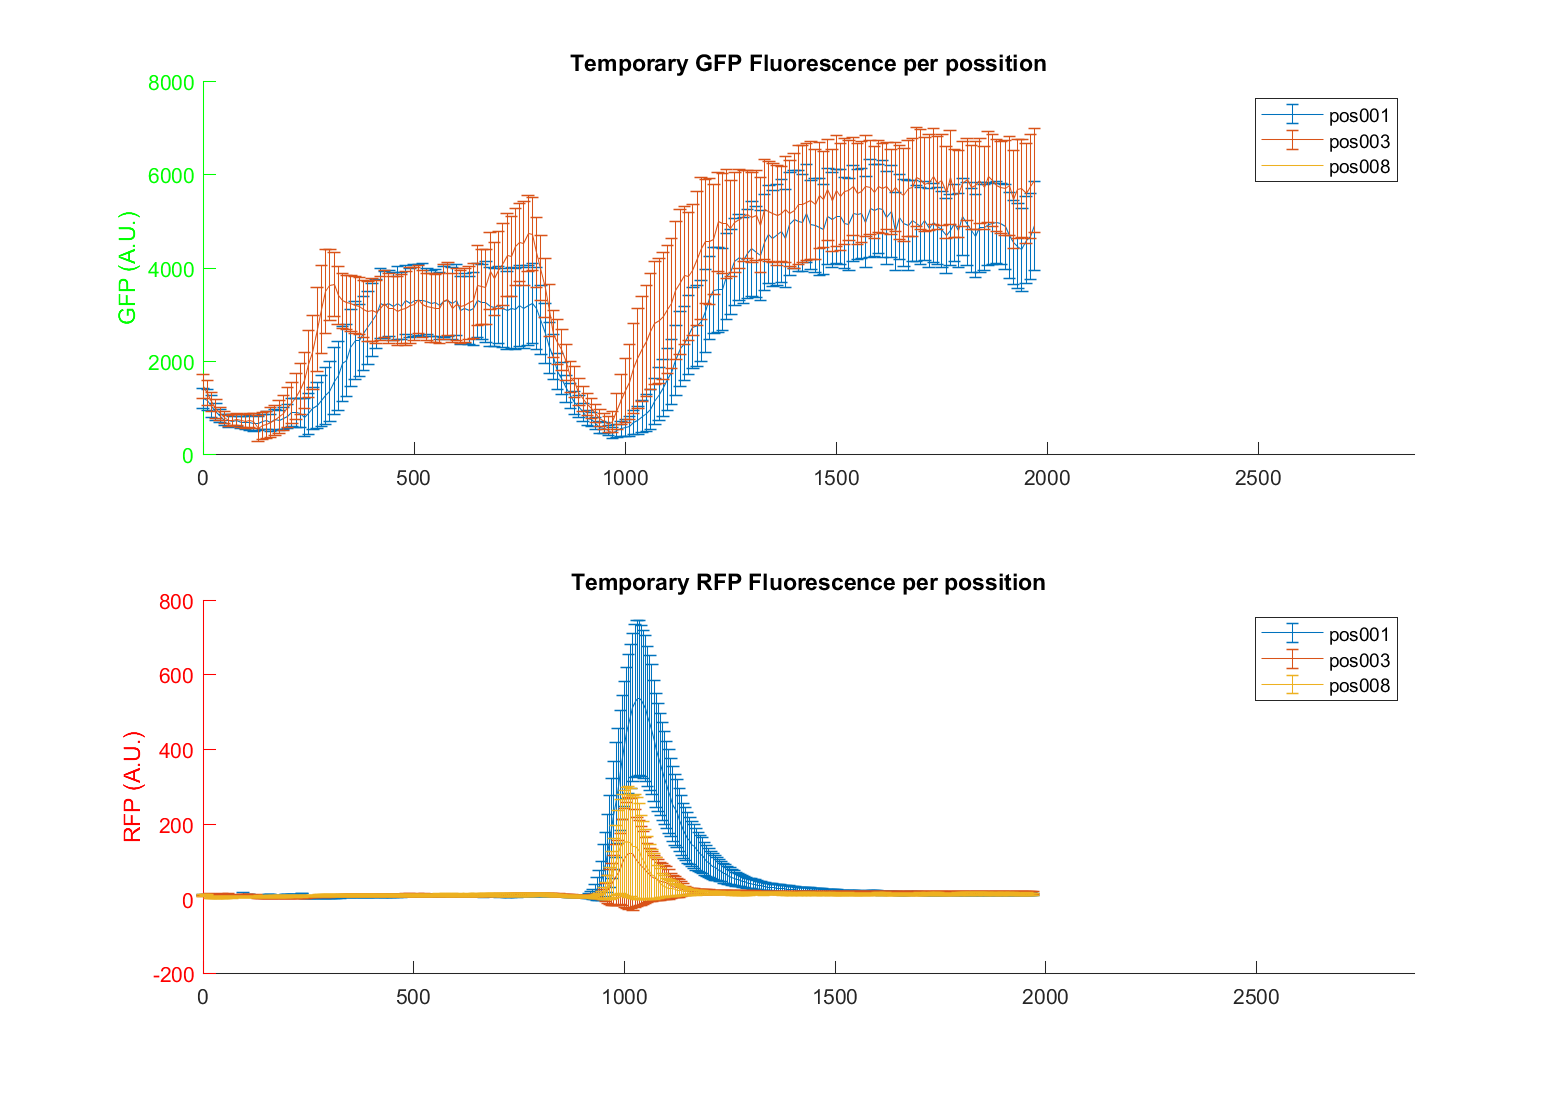 Temporary GFP Fluorescence per possition
8000
6000
4000
2000
0
GFP (A.U.)
0 500 1000 1500 2000 2500
pos001
pos003
pos008
Temporary RFP Fluorescence per possition
800
600
400
200
0
-200
RFP (A.U.)
0 500 1000 1500 2000 2500
pos001
pos003
pos008